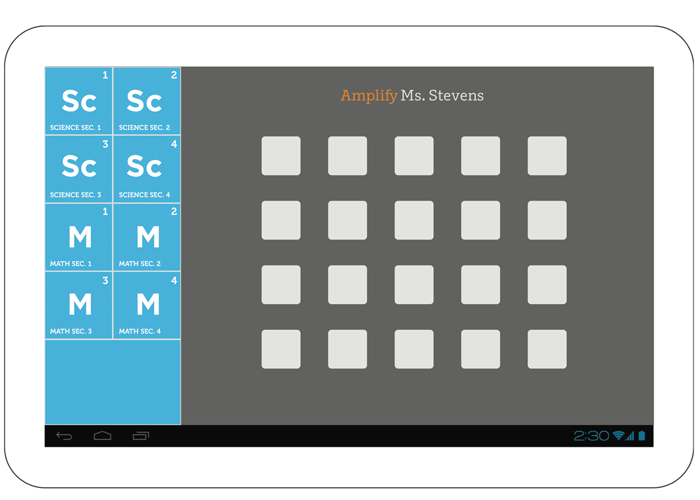 Amplify Ms. Stevens
1
Sc
SCIENCE SEC. 1
2
Sc
SCIENCE SEC. 2
3
Sc
SCIENCE SEC. 3
4
Sc
SCIENCE SEC. 4
1
M
MATH SEC. 1
2
M
MATH SEC. 2
3
M
MATH SEC. 3
4
M
MATH SEC. 4
2:30